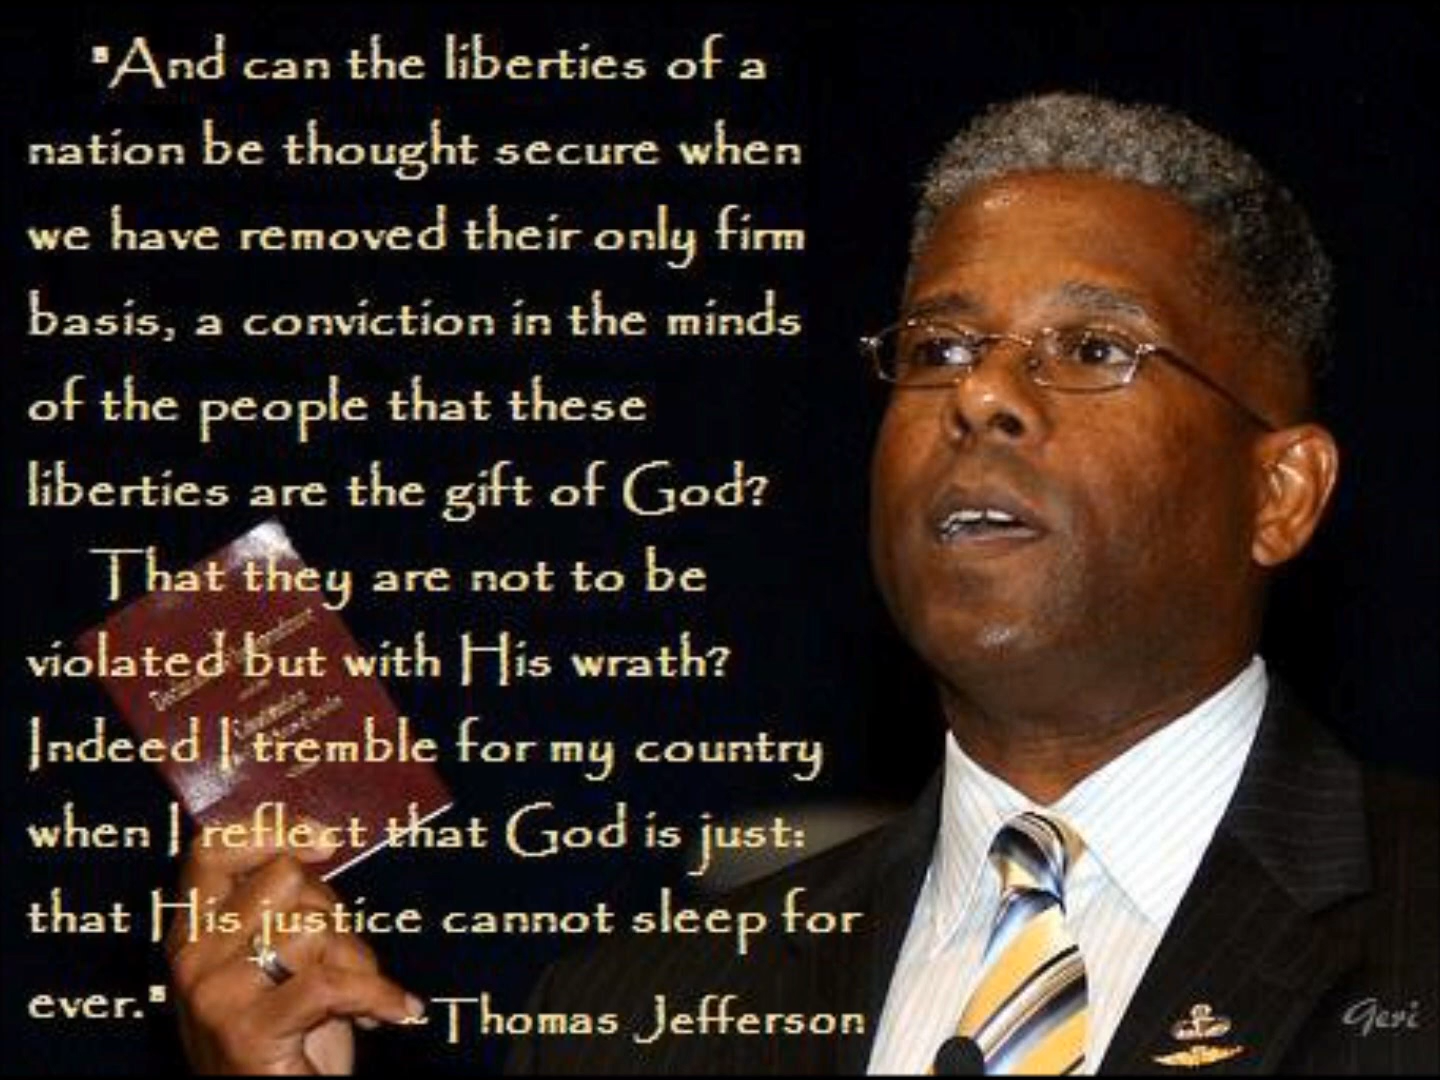 "And can the liberties of a
nation be thought secure when
we have removed their only firm
basis, a conviction in the minds
of the people that these
liberties are the gift of God?
That they are not to be
violated but with His wrath?
Indeed I tremble for my country
when I reflect that God is just:
that His justice cannot sleep for
ever."
~Thomas Jefferson
Geri